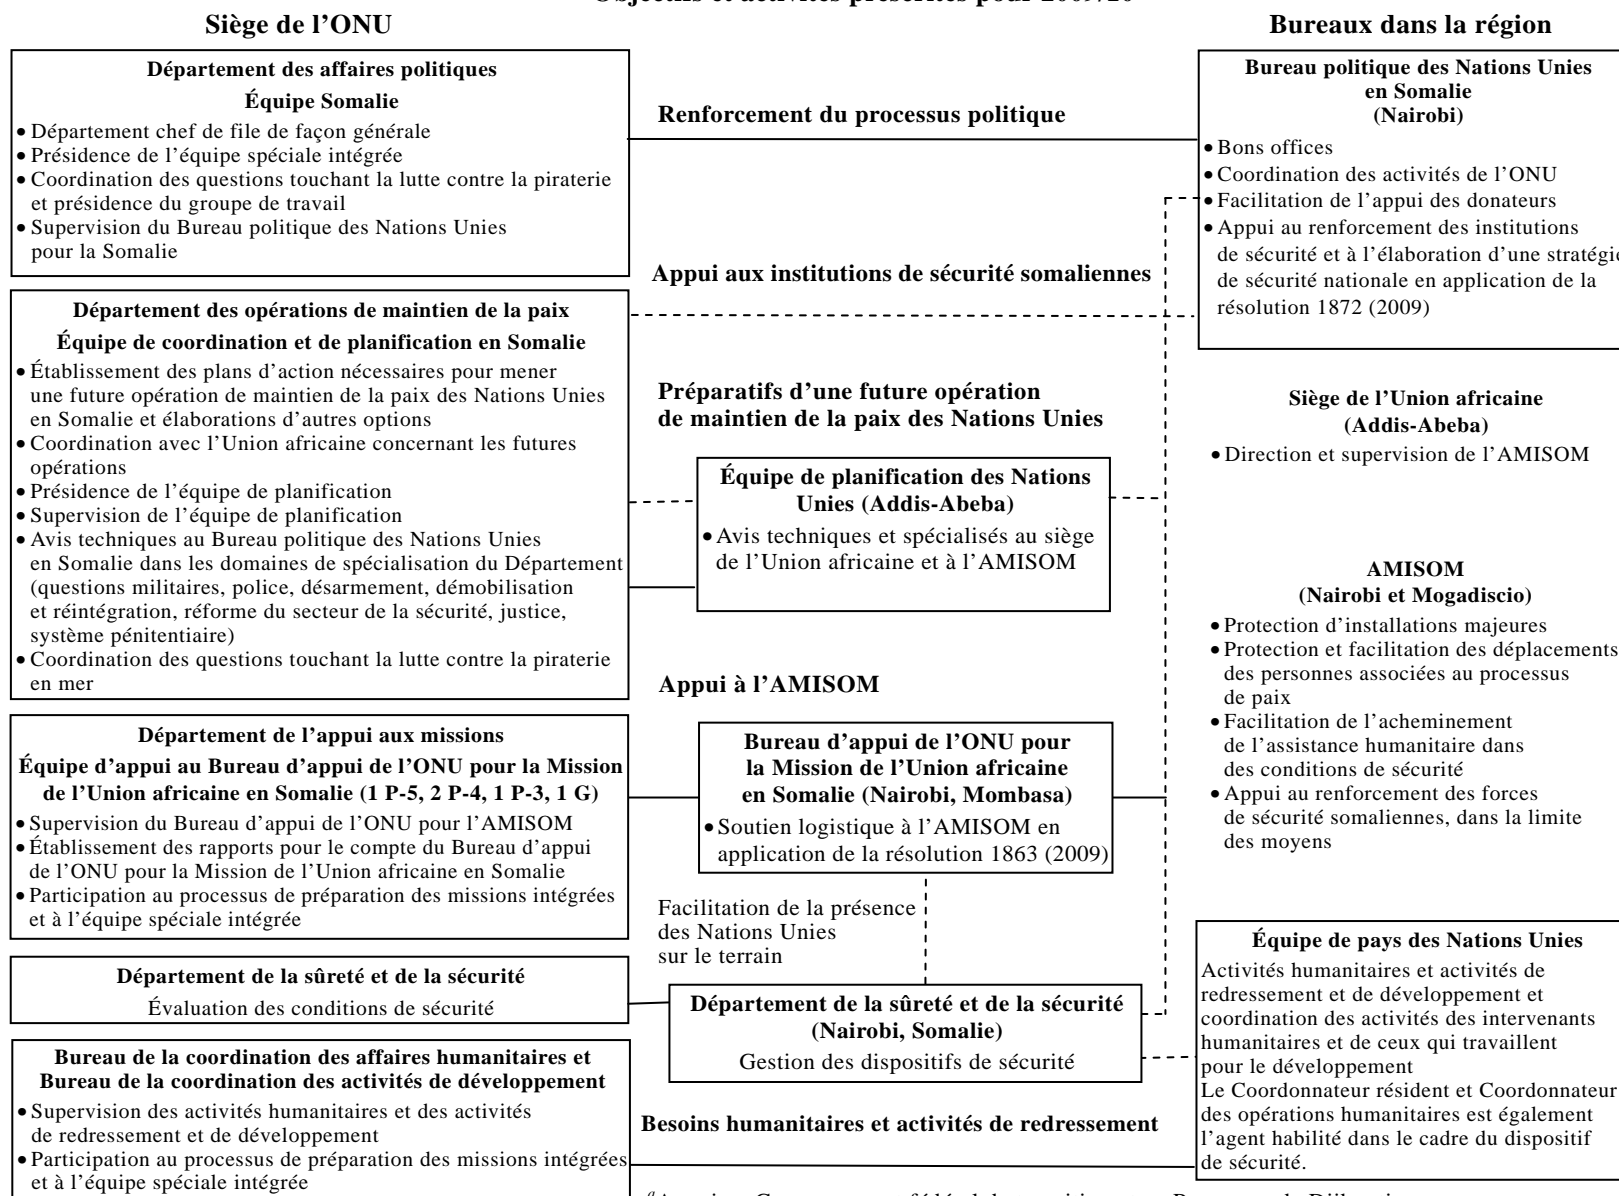 Objectifs et activités prescrites pour 2009/20
Siège de l'ONU
Bureaux dans la région
Département des affaires politiques
Équipe Somalie
• Département chef de file de façon générale
• Présidence de l'équipe spéciale intégrée
• Coordination des questions touchant la lutte contre la piraterie
et présidence du groupe de travail
• Supervision du Bureau politique des Nations Unies
pour la Somalie
Renforcement du processus politique
Bureau politique des Nations Unies
en Somalie
(Nairobi)
• Bons offices
• Coordination des activités de l'ONU
• Facilitation de l'appui des donateurs
• Appui au renforcement des institutions
de sécurité et à l'élaboration d'une stratégie
de sécurité nationale en application de la
résolution 1872 (2009)
Appui aux institutions de sécurité somaliennes
Département des opérations de maintien de la paix
Équipe de coordination et de planification en Somalie
• Établissement des plans d'action nécessaires pour mener
une future opération de maintien de la paix des Nations Unies
en Somalie et élaborations d'autres options
• Coordination avec l'Union africaine concernant les futures
opérations
• Présidence de l'équipe de planification
• Supervision de l'équipe de planification
• Avis techniques au Bureau politique des Nations Unies
en Somalie dans les domaines de spécialisation du Département
(questions militaires, police, désarmement, démobilisation
et réintégration, réforme du secteur de la sécurité, justice,
système pénitentiaire)
• Coordination des questions touchant la lutte contre la piraterie
en mer
Préparatifs d'une future opération
de maintien de la paix des Nations Unies
Équipe de planification des Nations
Unies (Addis-Abeba)
• Avis techniques et spécialisés au siège
de l'Union africaine et à l'AMISOM
Siège de l'Union africaine
(Addis-Abeba)
• Direction et supervision de l'AMISOM
AMISOM
(Nairobi et Mogadiscio)
• Protection d'installations majeures
• Protection et facilitation des déplacements
des personnes associées au processus
de paix
• Facilitation de l'acheminement
de l'assistance humanitaire dans
des conditions de sécurité
• Appui au renforcement des forces
de sécurité somaliennes, dans la limite
des moyens
Appui à l'AMISOM
Département de l'appui aux missions
Équipe d'appui au Bureau d'appui de l'ONU pour la Mission
de l'Union africaine en Somalie (1 P-5, 2 P-4, 1 P-3, 1 G)
• Supervision du Bureau d'appui de l'ONU pour l'AMISOM
• Établissement des rapports pour le compte du Bureau d'appui
de l'ONU pour la Mission de l'Union africaine en Somalie
• Participation au processus de préparation des missions intégrées
et à l'équipe spéciale intégrée
Bureau d'appui de l'ONU pour
la Mission de l'Union africaine
en Somalie (Nairobi, Mombasa)
• Soutien logistique à l'AMISOM en
application de la résolution 1863 (2009)
Facilitation de la présence
des Nations Unies
sur le terrain
Département de la sûreté et de la sécurité
Évaluation des conditions de sécurité
Département de la sûreté et de la sécurité
(Nairobi, Somalie)
Gestion des dispositifs de sécurité
Équipe de pays des Nations Unies
Activités humanitaires et activités de
redressement et de développement et
coordination des activités des intervenants
humanitaires et de ceux qui travaillent
pour le développement
Le Coordonnateur résident et Coordonnateur
des opérations humanitaires est également
l'agent habilité dans le cadre du dispositif
de sécurité.
Bureau de la coordination des affaires humanitaires et
Bureau de la coordination des activités de développement
• Supervision des activités humanitaires et des activités
de redressement et de développement
• Participation au processus de préparation des missions intégrées
et à l'équipe spéciale intégrée
Besoins humanitaires et activités de redressement